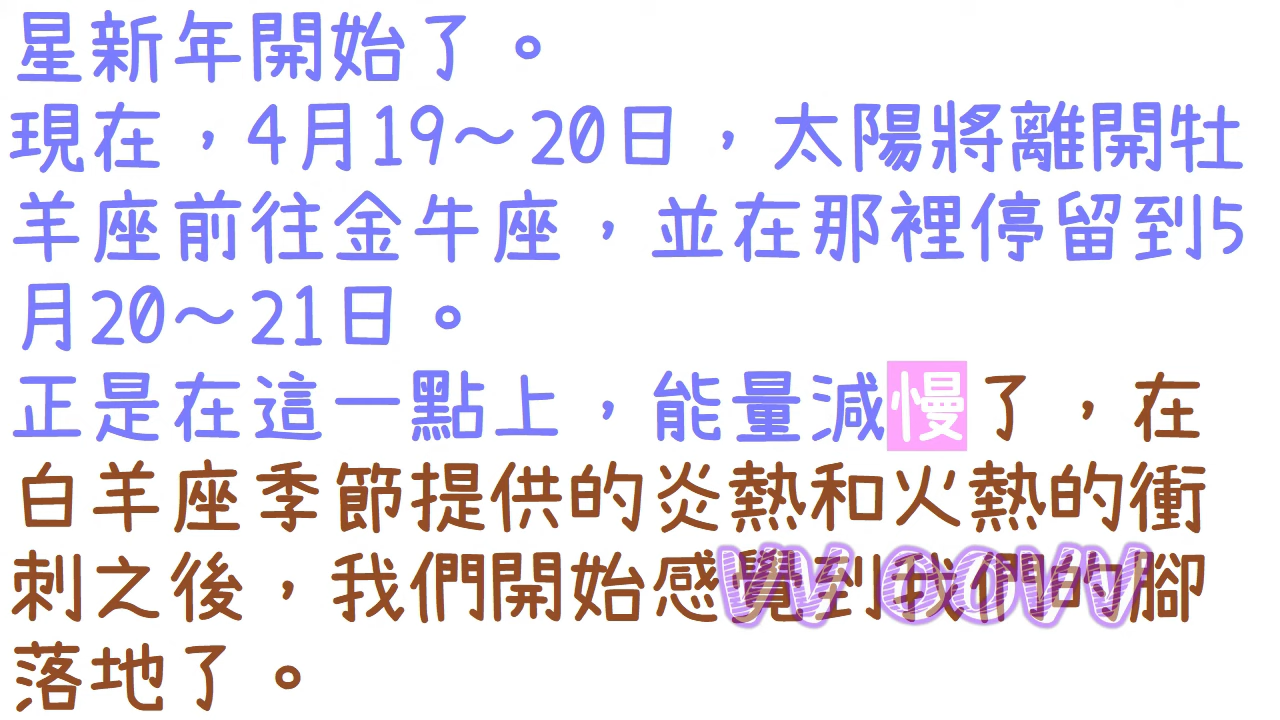 星新年開始了。
現在，4月19～20日，太陽將離開牡
羊座前往金牛座，並在那裡停留到5
月20～21日。
正是在這一點上，能量減慢了，在
白羊座季節提供的炎熱和火熱的衝
刺之後，我們開始感覺到我們的腳
落地了。